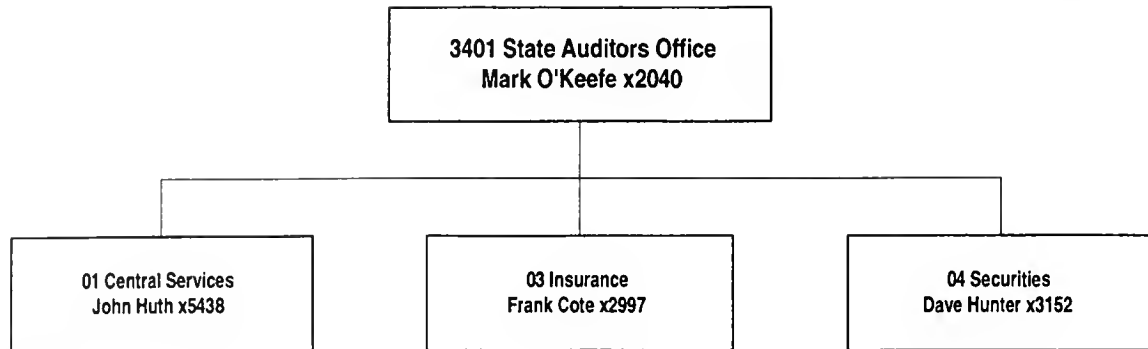 3401 State Auditors Office
Mark O'Keefe x2040
01 Central Services
John Huth x5438
03 Insurance
Frank Cote x2997
04 Securities
Dave Hunter x3152